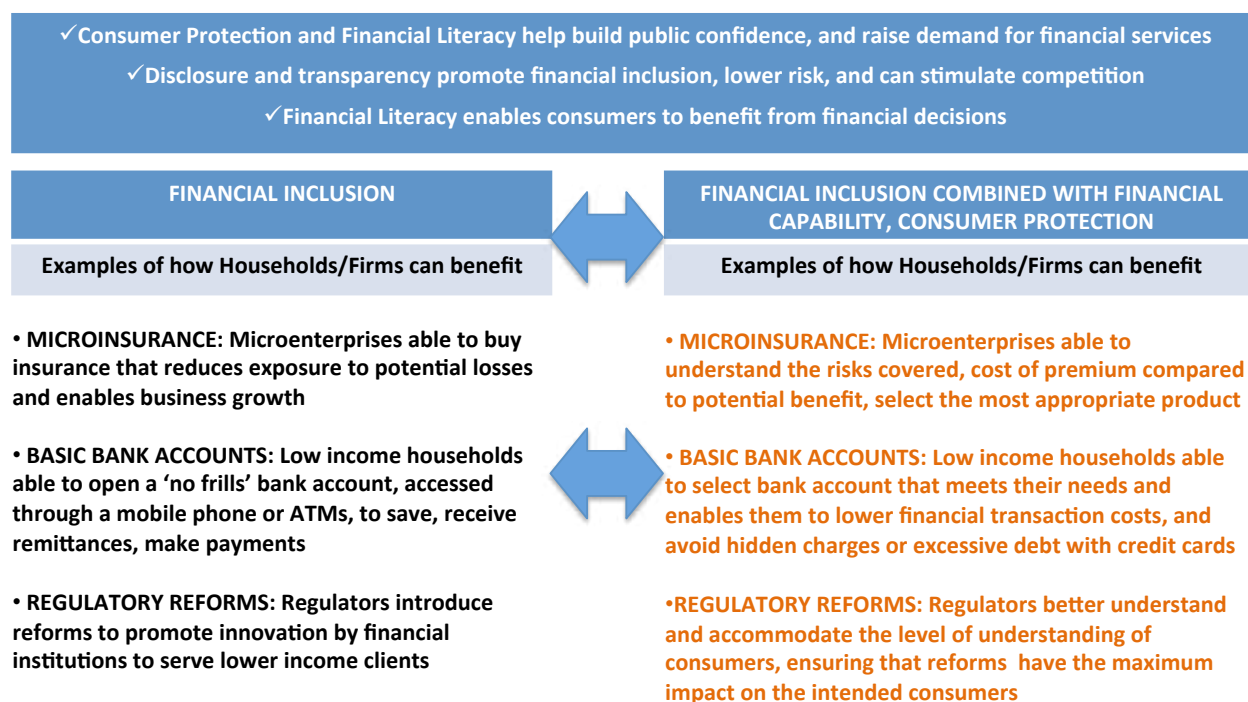 ✓Consumer Protection and Financial Literacy help build public confidence, and raise demand for financial services
✓Disclosure and transparency promote financial inclusion, lower risk, and can stimulate competition
✓Financial Literacy enables consumers to benefit from financial decisions
FINANCIAL INCLUSION
Examples of how Households/Firms can benefit
• MICROINSURANCE: Microenterprises able to buy
insurance that reduces exposure to potential losses
and enables business growth
• BASIC BANK ACCOUNTS: Low income households
able to open a ‘no frills’ bank account, accessed
through a mobile phone or ATMs, to save, receive
remittances, make payments
• REGULATORY REFORMS: Regulators introduce
reforms to promote innovation by financial
institutions to serve lower income clients
FINANCIAL INCLUSION COMBINED WITH FINANCIAL
CAPABILITY, CONSUMER PROTECTION
Examples of how Households/Firms can benefit
• MICROINSURANCE: Microenterprises able to
understand the risks covered, cost of premium compared
to potential benefit, select the most appropriate product
• BASIC BANK ACCOUNTS: Low income households able
to select bank account that meets their needs and
enables them to lower financial transaction costs, and
avoid hidden charges or excessive debt with credit cards
•REGULATORY REFORMS: Regulators better understand
and accommodate the level of understanding of
consumers, ensuring that reforms have the maximum
impact on the intended consumers